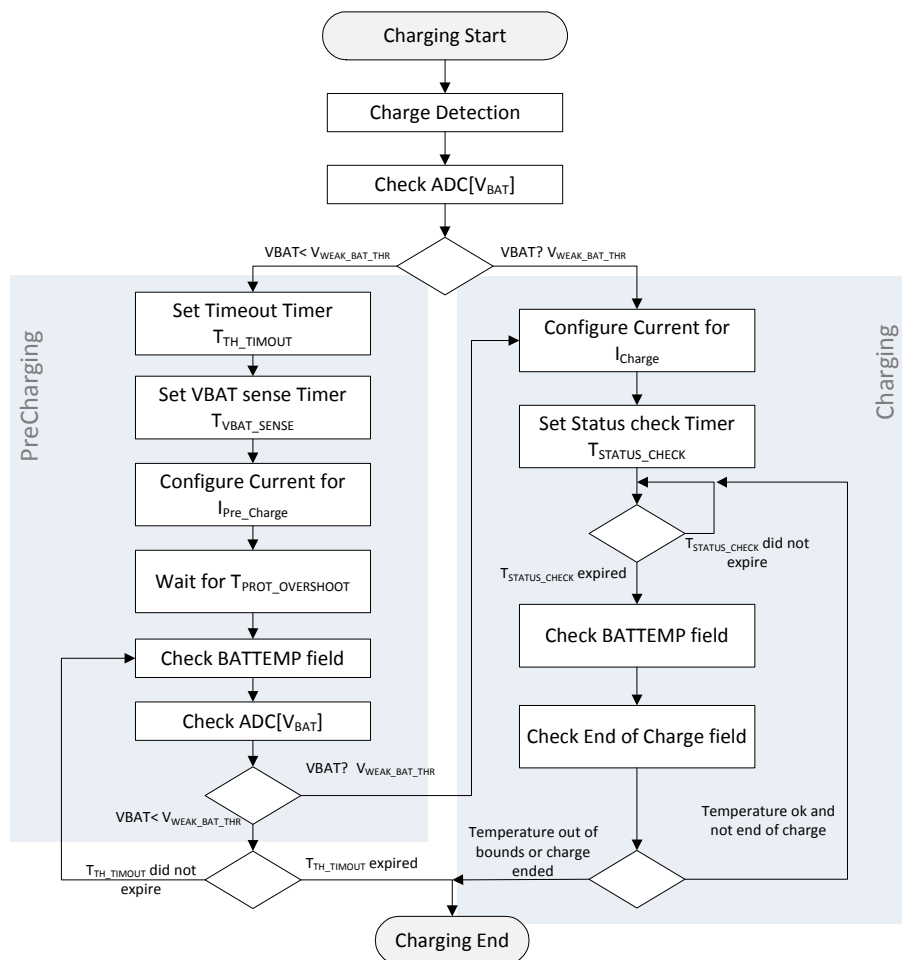 Charging Start
Charge Detection
Check ADC[VBAT]
VBAT< VWEAK_BAT_THR
VBAT? VWEAK_BAT_THR
PreCharging
Set Timeout Timer
TTH_TIMOUT
Set VBAT sense Timer
TVBAT_SENSE
Configure Current for
IPre_Charge
Wait for TPROT_OVERSHOOT
Check BATTEMP field
Check ADC[VBAT]
VBAT? VWEAK_BAT_THR
VBAT< VWEAK_BAT_THR
TTH_TIMOUT did not
expire
TTH_TIMOUT expired
Charging
Configure Current for
ICharge
Set Status check Timer
TSTATUS_CHECK
TSTATUS_CHECK did not
expire
TSTATUS_CHECK expired
Check BATTEMP field
Check End of Charge field
Temperature ok and
not end of charge
Temperature out of
bounds or charge
ended
Charging End